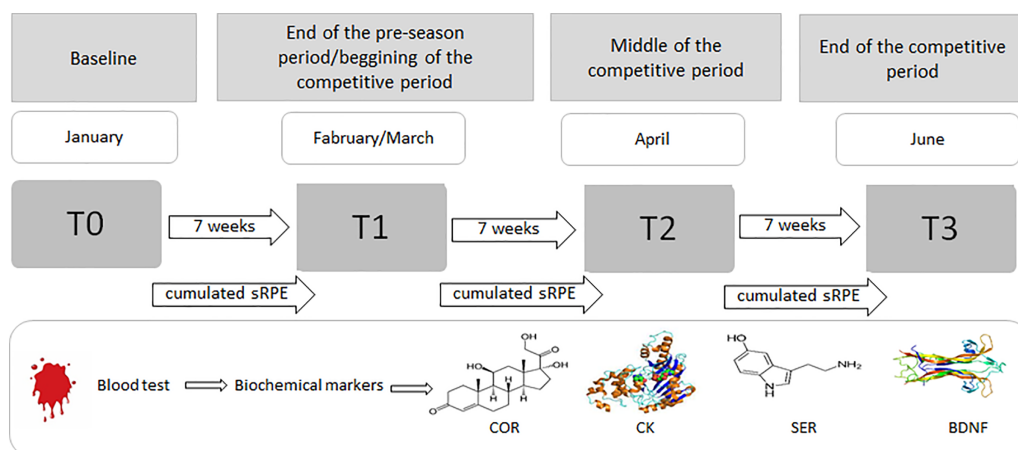 Baseline
End of the pre-season
period/beggining of the
competitive period
Middle of the
competitive period
End of the competitive
period
January
Fabruary/March
April
June
T0
7 weeks
T1
7 weeks
T2
7 weeks
T3
cumulated sRPE
cumulated sRPE
cumulated sRPE
Blood test
Biochemical markers
OH
O
HO
OH
H
H
H
O
COR
CK
HO
NH₂
N
H
SER
BDNF